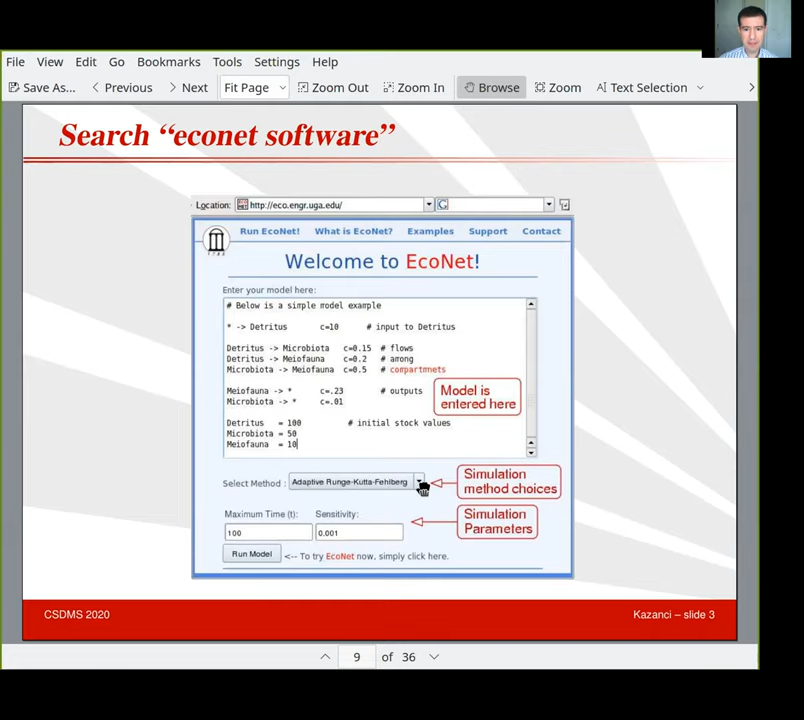 File View Edit Go Bookmarks Tools Settings Help
Save As... Previous Next Fit Page Zoom Out Zoom In Browse Zoom Text Selection
Search “econet software”
Location: http://eco.engr.uga.edu/
Run EcoNet! What is EcoNet? Examples Support Contact
1785
Welcome to EcoNet!
Enter your model here:
# Below is a simple model example
* -> Detritus c=10 # input to Detritus
Detritus -> Microbiota c=0.15 # flows
Detritus -> Meiofauna c=0.2 # among
Microbiota -> Meiofauna c=0.5 # compartmnets
Meiofauna -> * c=.23 # outputs
Microbiota -> * c=.01
Model is
entered here
Detritus = 100 # initial stock values
Microbiota = 50
Meiofauna = 10
Select Method : Adaptive Runge-Kutta-Fehlberg
Simulation
method choices
Maximum Time (t): Sensitivity:
100 0.001
Simulation
Parameters
Run Model <-- To try EcoNet now, simply click here.
CSDMS 2020 Kazanci – slide 3
9 of 36